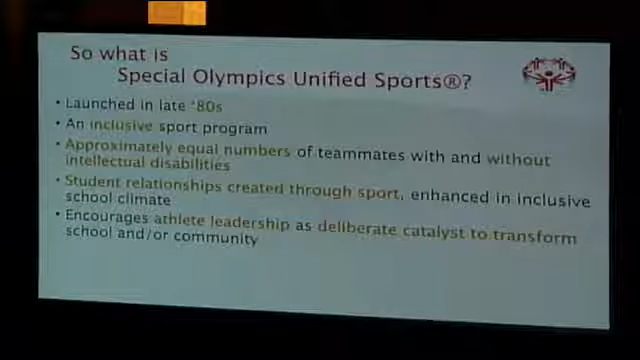 So what is
Special Olympics Unified Sports®?
• Launched in late '80s
• An inclusive sport program
• Approximately equal numbers of teammates with and without
intellectual disabilities
• Student relationships created through sport, enhanced in inclusive
school climate
• Encourages athlete leadership as deliberate catalyst to transform
school and/or community